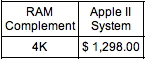 RAM Complement	Apple II System
4K	$ 1,298.00